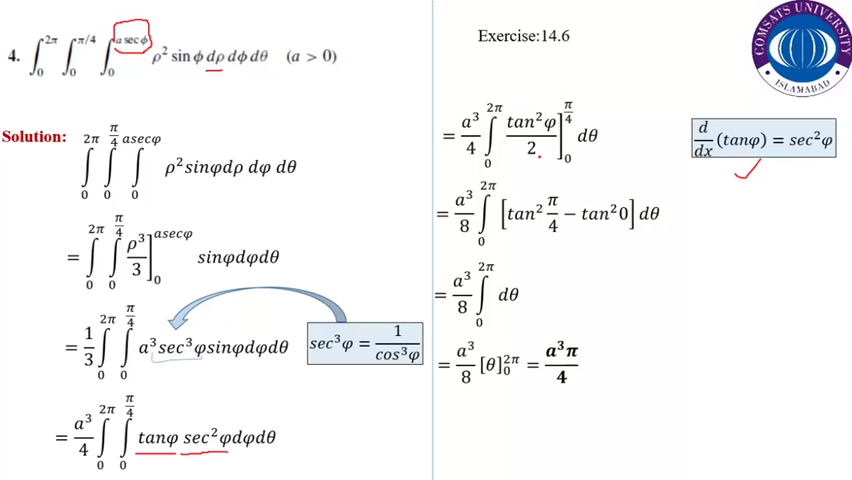 4. ∫₀^{2π} ∫₀^{π/4} ∫₀^{a sec ϕ} ρ² sin ϕ dρ dϕ dθ (a > 0)
Solution:
∫₀^{2π} ∫₀^{π/4} ∫₀^{asecφ} ρ²sinφdρ dφ dθ
= ∫₀^{2π} ∫₀^{π/4} ρ³/3]₀^{asecφ} sinφdφdθ
= 1/3 ∫₀^{2π} ∫₀^{π/4} a³sec³φsinφdφdθ
sec³φ = 1/cos³φ
= a³/4 ∫₀^{2π} ∫₀^{π/4} tanφ sec²φdφdθ
Exercise:14.6
= a³/4 ∫₀^{2π} tan²φ/2]₀^{π/4} dθ
d/dx (tanφ) = sec²φ
= a³/8 ∫₀^{2π} [tan² π/4 − tan²0] dθ
= a³/8 ∫₀^{2π} dθ
= a³/8 [θ]₀^{2π} = a³π/4
COMSATS UNIVERSITY
ISLAMABAD